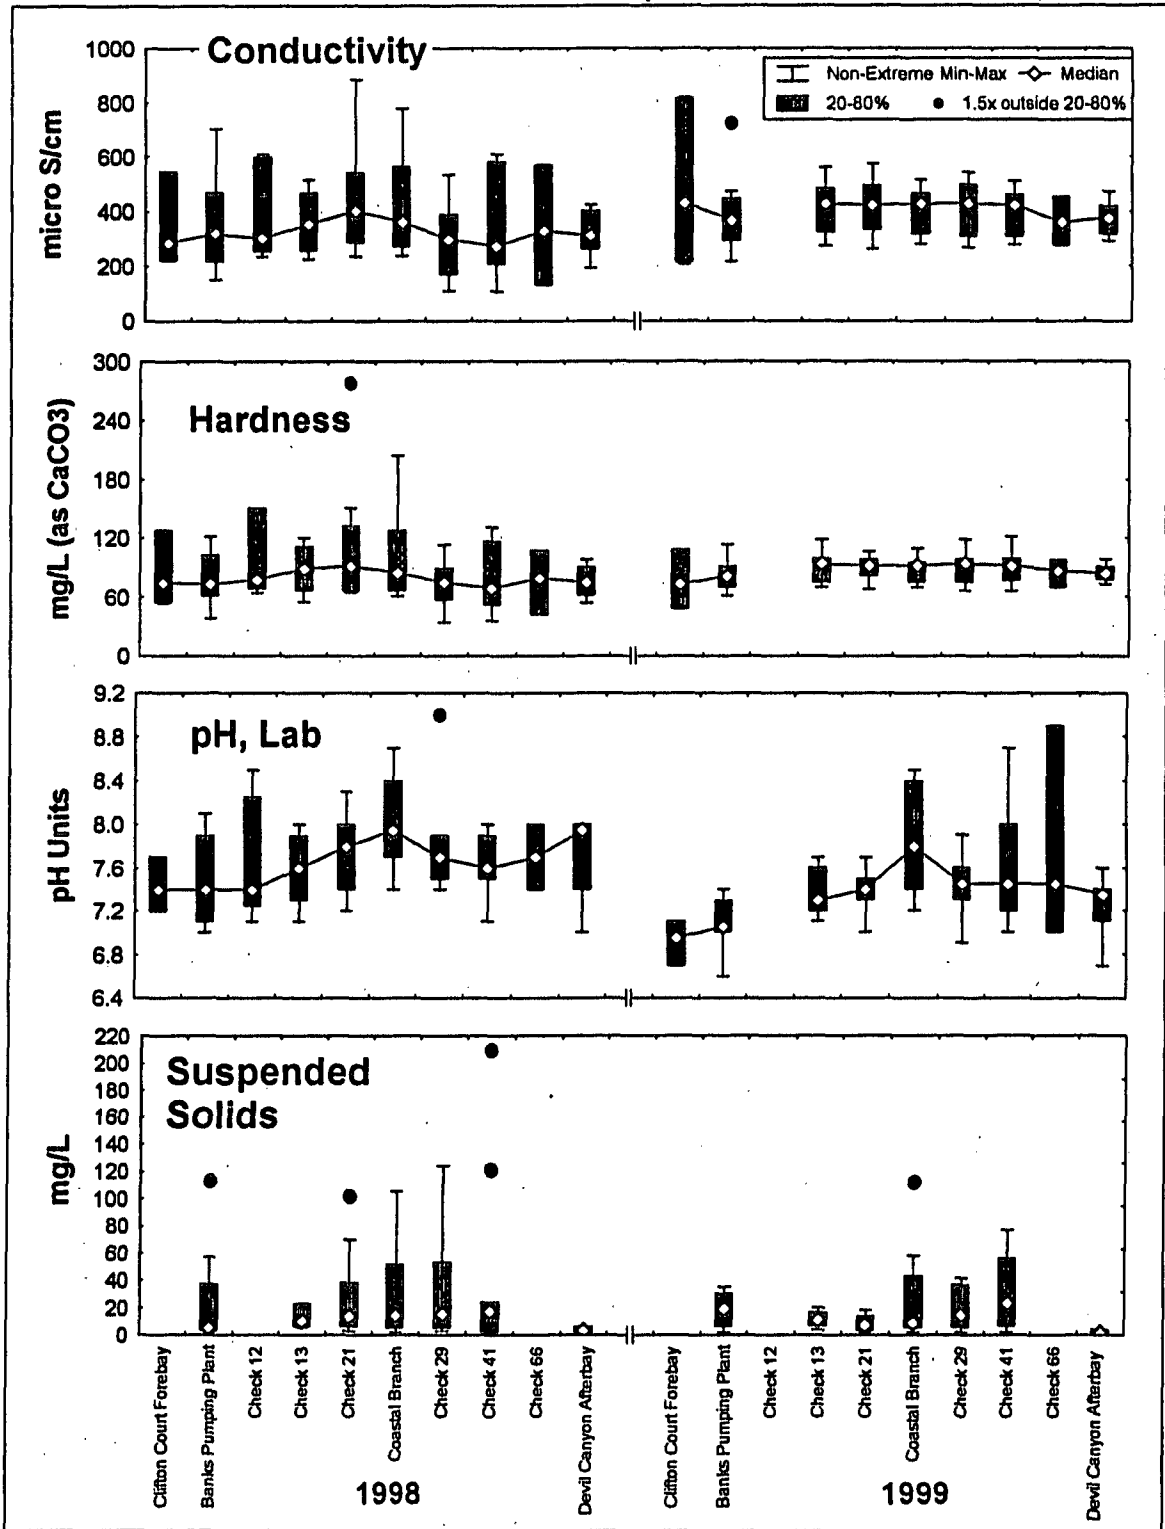 Conductivity
Non-Extreme Min-Max
Median
20-80%
1.5x outside 20-80%
micro S/cm
1000
800
600
400
200
0
Hardness
mg/L (as CaCO3)
300
240
180
120
60
0
pH, Lab
pH Units
9.2
8.8
8.4
8.0
7.6
7.2
6.8
6.4
Suspended
Solids
mg/L
220
200
180
160
140
120
100
80
60
40
20
0
Clifton Court Forebay
Banks Pumping Plant
Check 12
Check 13
Check 21
Coastal Branch
Check 29
Check 41
Check 66
Devil Canyon Afterbay
Clifton Court Forebay
Banks Pumping Plant
Check 12
Check 13
Check 21
Coastal Branch
Check 29
Check 41
Check 66
Devil Canyon Afterbay
1998
1999